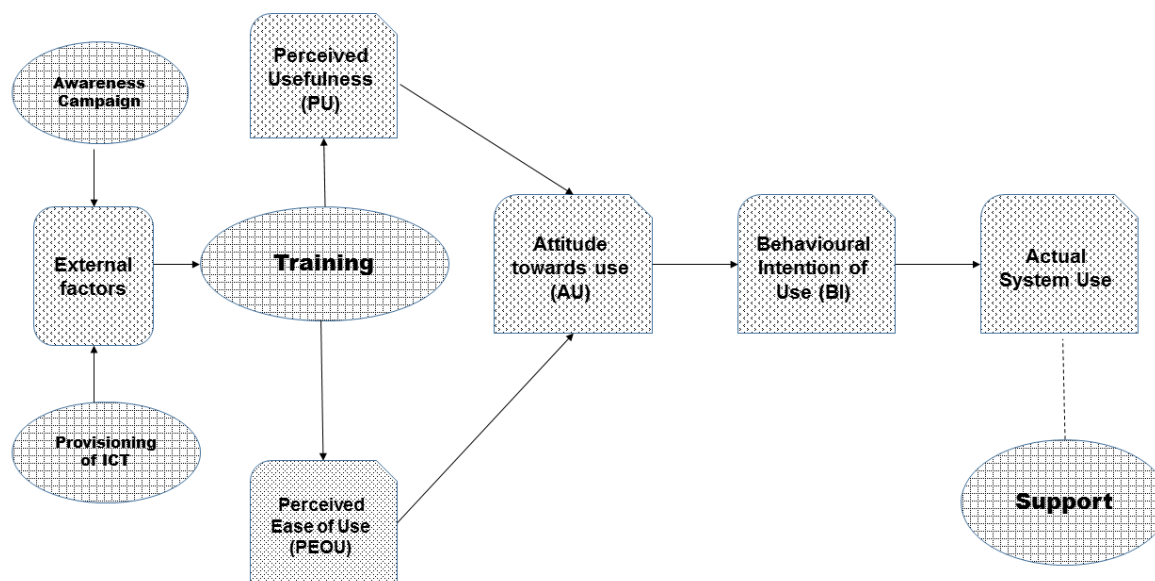 Awareness
Campaign
Perceived
Usefulness
(PU)
External
factors
Training
Attitude
towards use
(AU)
Behavioural
Intention of
Use (BI)
Actual
System Use
Provisioning
of ICT
Perceived
Ease of Use
(PEOU)
Support